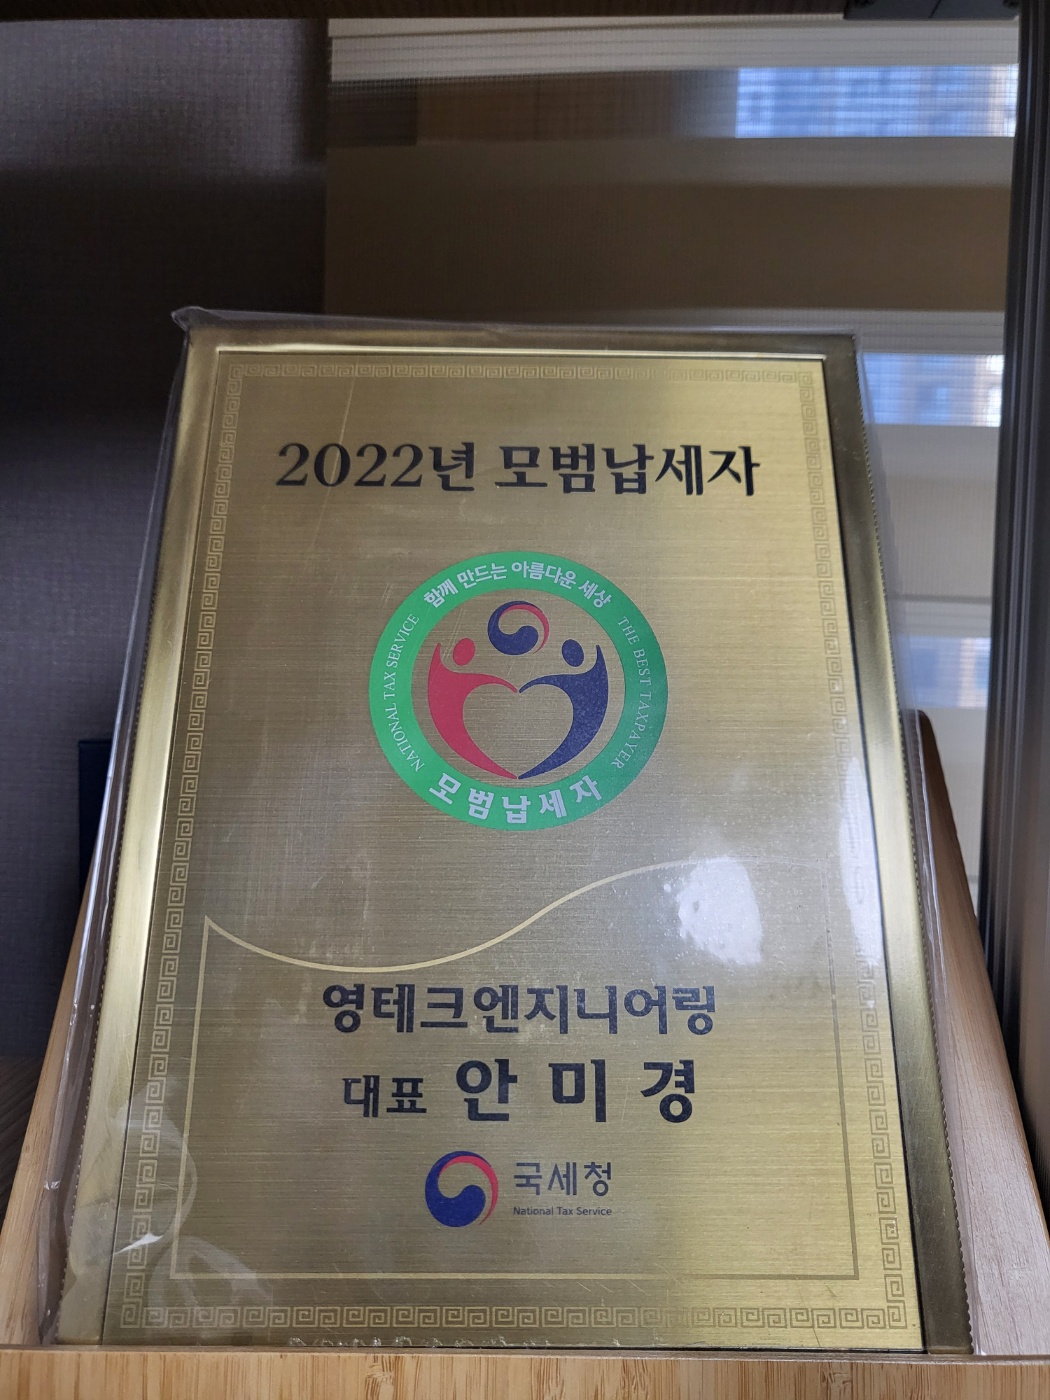 2022년 모범납세자
함께 만드는 아름다운 세상
NATIONAL TAX SERVICE
THE BEST TAXPAYER
모범납세자
영테크엔지니어링
대표 안미경
국세청
National Tax Service